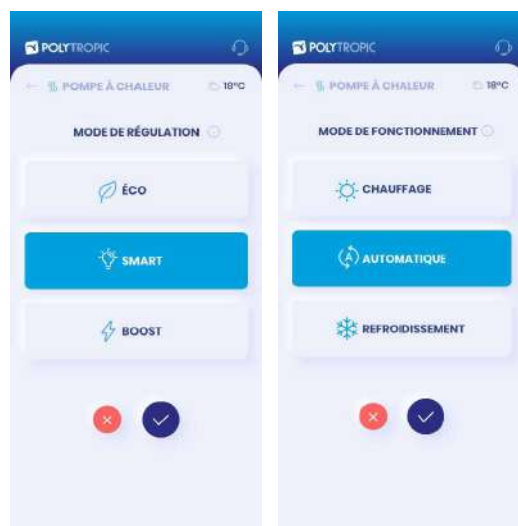 POLYTROPIC
POMPE À CHALEUR 18°C
MODE DE RÉGULATION
ÉCO
SMART
BOOST
POLYTROPIC
POMPE À CHALEUR 18°C
MODE DE FONCTIONNEMENT
CHAUFFAGE
A AUTOMATIQUE
REFROIDISSEMENT